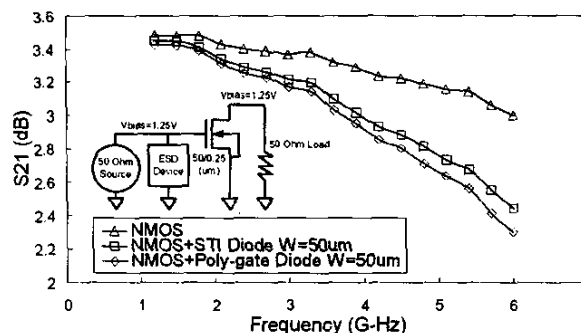 3.6
3.4
3.2
3
2.8
2.6
2.4
2.2
2
S21 (dB)
Vbias=1.25V
Vbias=1.25V
50 Ohm
Source
ESD
Device
50/0.25
(um)
50 Ohm Load
NMOS
NMOS+STI Diode W=50um
NMOS+Poly-gate Diode W=50um
0 1 2 3 4 5 6 7
Frequency (G-Hz)